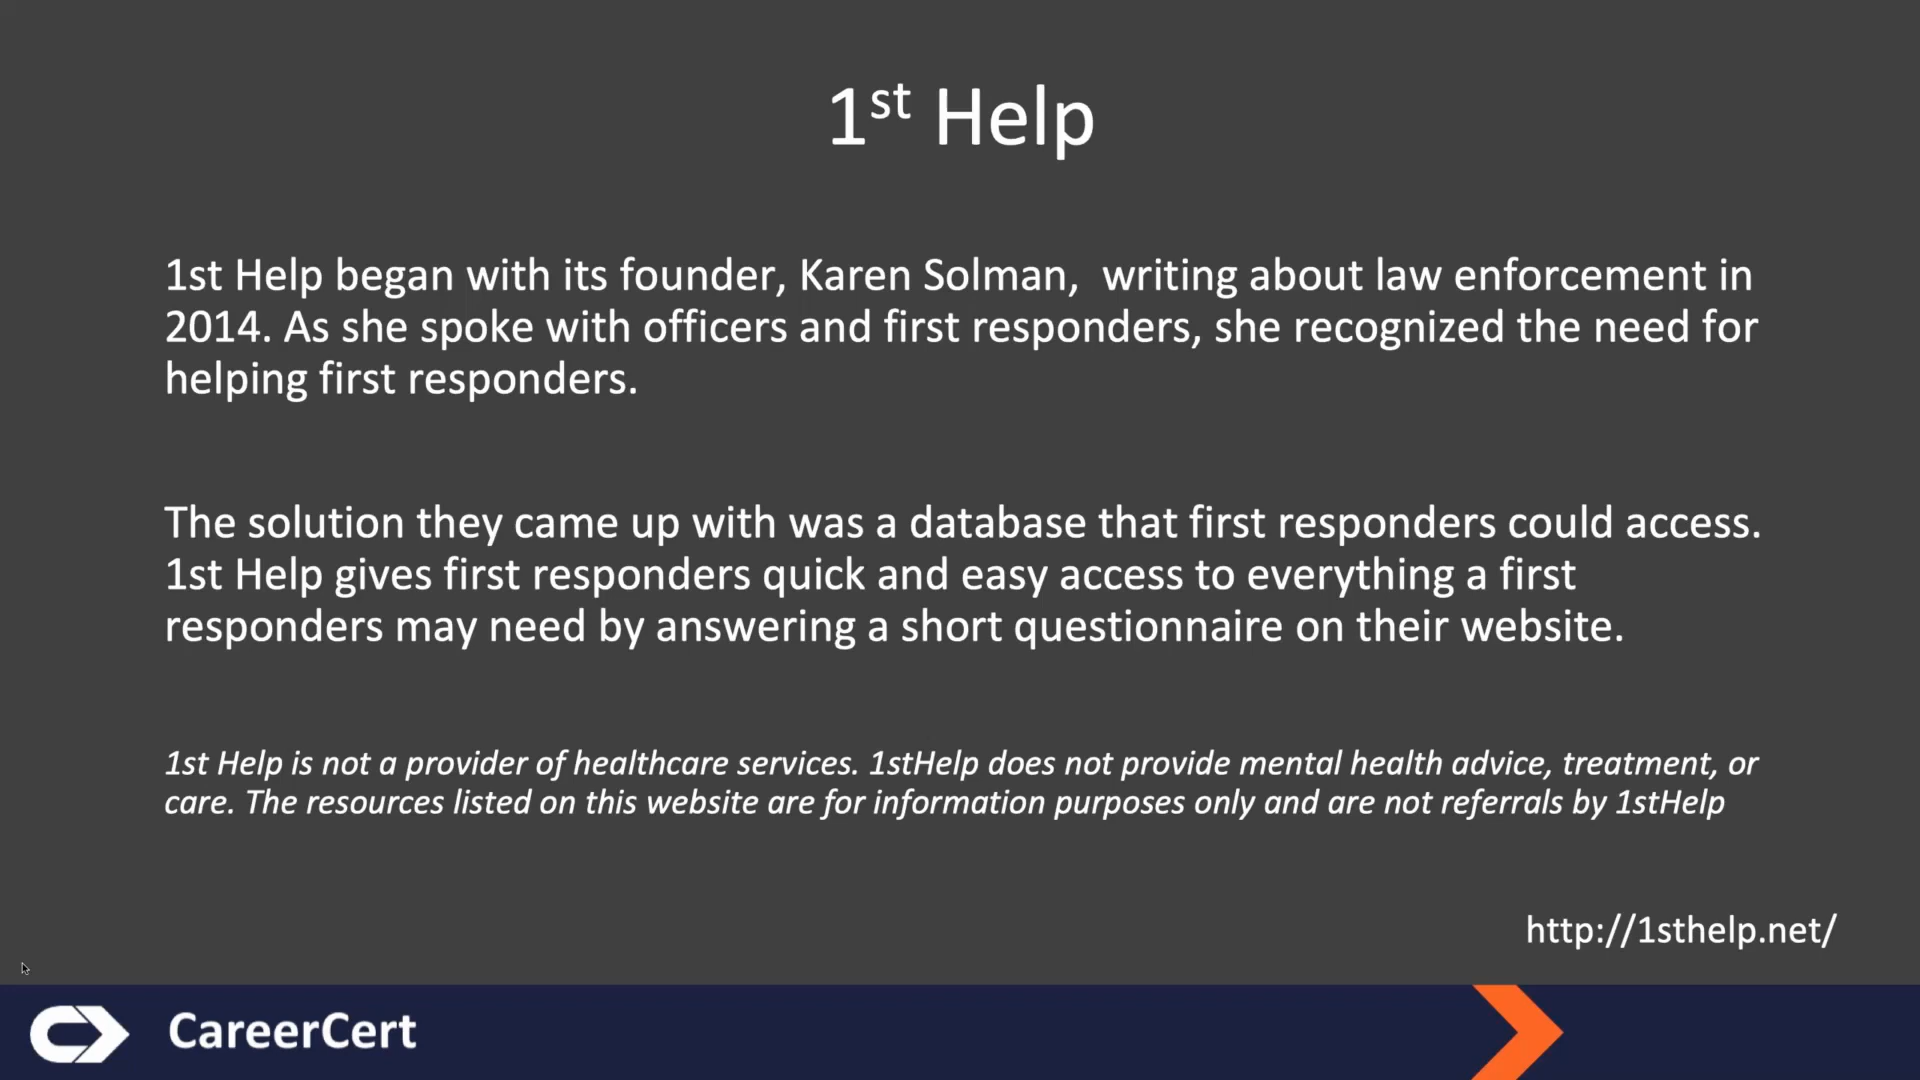 1st Help
1st Help began with its founder, Karen Solman,  writing about law enforcement in
2014. As she spoke with officers and first responders, she recognized the need for
helping first responders.
The solution they came up with was a database that first responders could access.
1st Help gives first responders quick and easy access to everything a first
responders may need by answering a short questionnaire on their website.
1st Help is not a provider of healthcare services. 1stHelp does not provide mental health advice, treatment, or
care. The resources listed on this website are for information purposes only and are not referrals by 1stHelp
http://1sthelp.net/
CareerCert